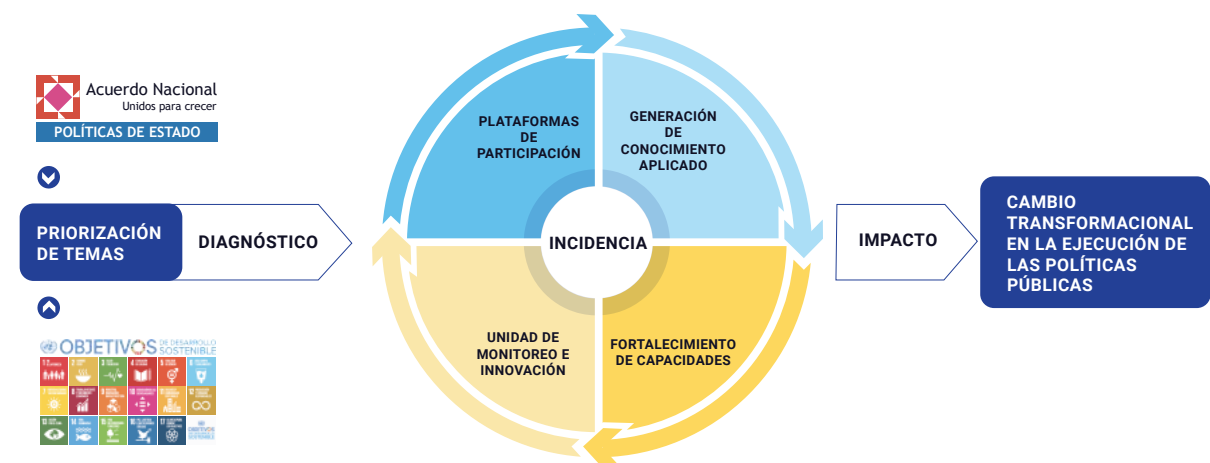 Acuerdo Nacional
Unidos para crecer
POLÍTICAS DE ESTADO
PRIORIZACIÓN
DE TEMAS
DIAGNÓSTICO
OBJETIVOS
DE DESARROLLO
SOSTENIBLE
PLATAFORMAS
DE
PARTICIPACIÓN
GENERACIÓN
DE
CONOCIMIENTO
APLICADO
INCIDENCIA
UNIDAD DE
MONITOREO E
INNOVACIÓN
FORTALECIMIENTO
DE CAPACIDADES
IMPACTO
CAMBIO
TRANSFORMACIONAL
EN LA EJECUCIÓN DE
LAS POLÍTICAS
PÚBLICAS